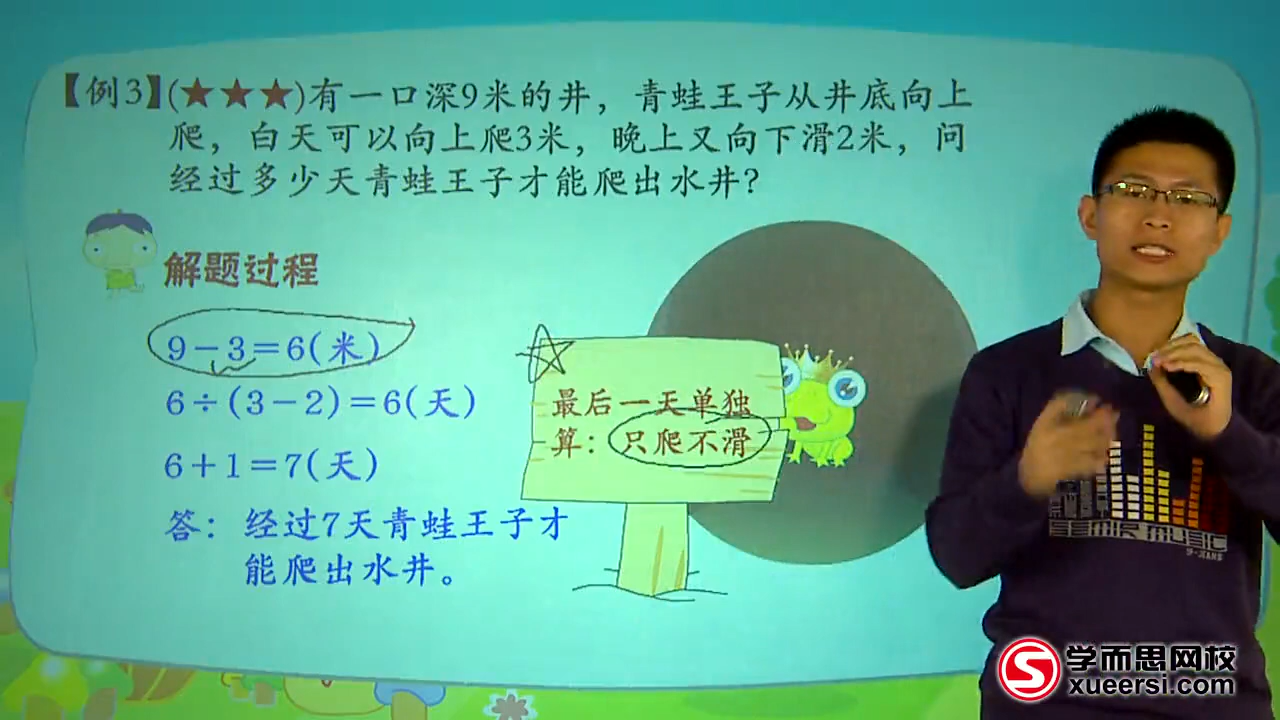 【例3】(★★★)有一口深9米的井，青蛙王子从井底向上
爬，白天可以向上爬3米，晚上又向下滑2米，问
经过多少天青蛙王子才能爬出水井？
解题过程
9－3＝6(米)
6÷(3－2)＝6(天)
6＋1＝7(天)
答：经过7天青蛙王子才
能爬出水井。
最后一天单独
算：只爬不滑
SEMIR MUSIC
学而思网校
xueersi.com